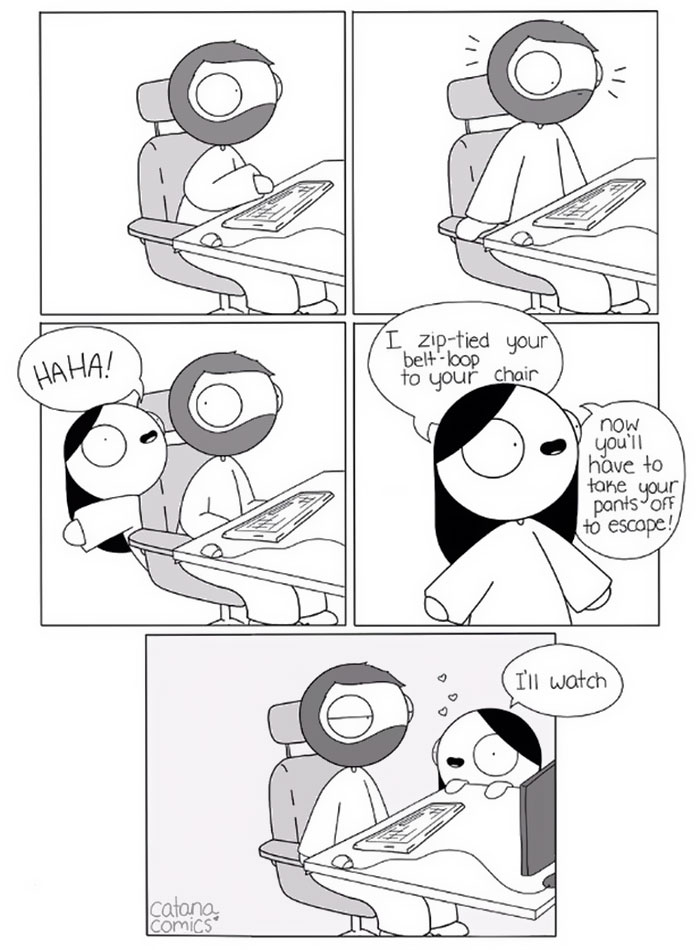 HAHA!
I zip-tied your
belt-loop
to your chair
now
you'll
have to
take your
pants off
to escape!
I'll watch
catana
comics